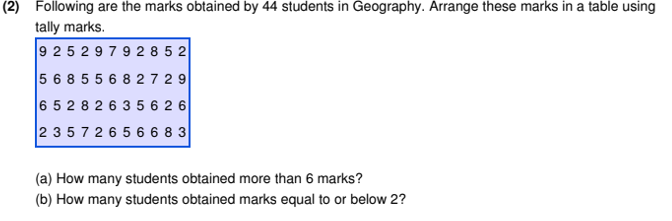 (2) Following are the marks obtained by 44 students in Geography. Arrange these marks in a table using
tally marks.
9 2 5 2 9 7 9 2 8 5 2
5 6 8 5 5 6 8 2 7 2 9
6 5 2 8 2 6 3 5 6 2 6
2 3 5 7 2 6 5 6 6 8 3
(a) How many students obtained more than 6 marks?
(b) How many students obtained marks equal to or below 2?